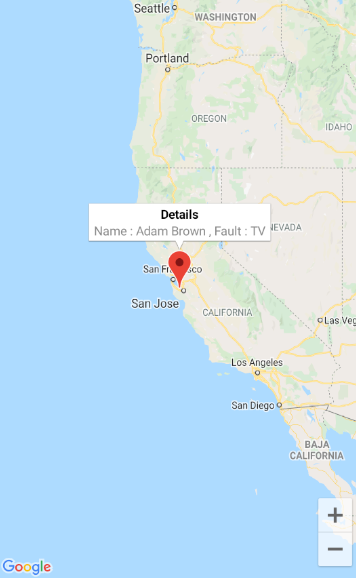 Seattle
WASHINGTON
Portland
OREGON
IDAHO
Details
Name : Adam Brown , Fault : TV
NEVADA
San Francisco
San Jose
CALIFORNIA
Las Vega
Los Angeles
San Diego
BAJA
CALIFORNIA
+
−
Google